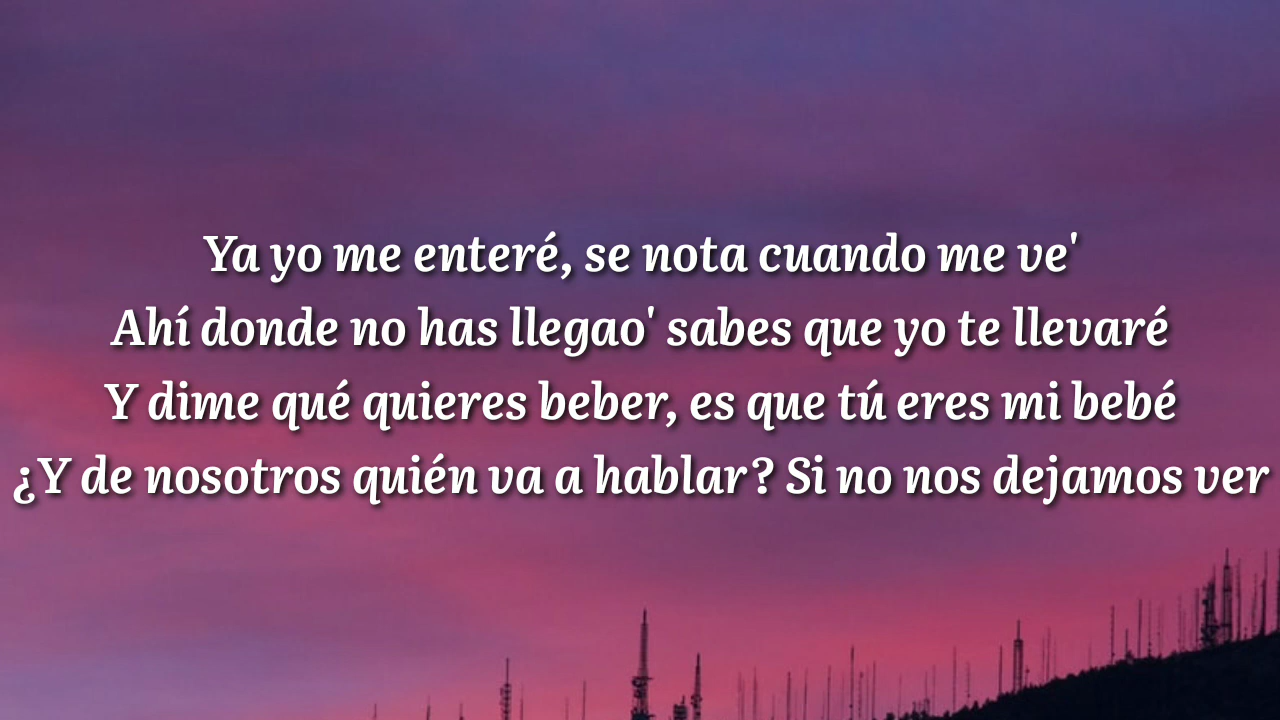 Ya yo me enteré, se nota cuando me ve'
Ahí donde no has llegao' sabes que yo te llevaré
Y dime qué quieres beber, es que tú eres mi bebé
¿Y de nosotros quién va a hablar? Si no nos dejamos ver